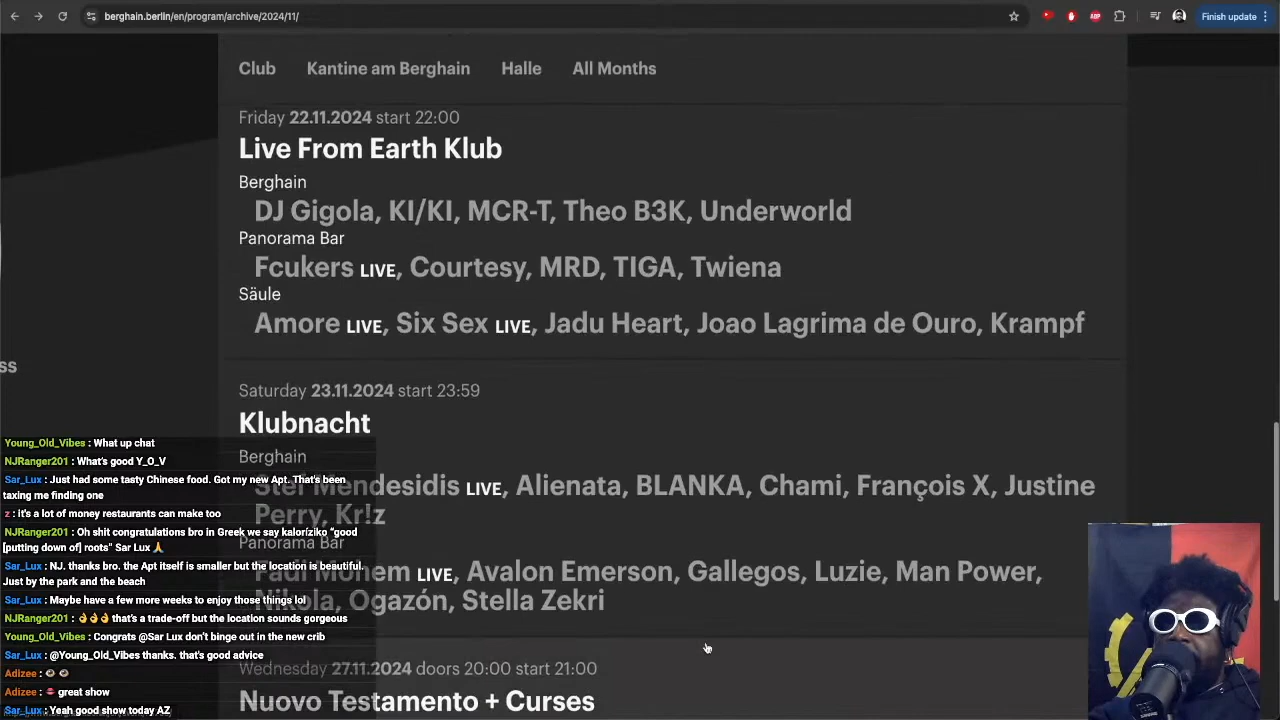 berghain.berlin/en/program/archive/2024/11/
Finish update
Club Kantine am Berghain Halle All Months
Friday 22.11.2024 start 22:00
Live From Earth Klub
Berghain
DJ Gigola, KI/KI, MCR-T, Theo B3K, Underworld
Panorama Bar
Fcukers LIVE, Courtesy, MRD, TIGA, Twiena
Säule
Amore LIVE, Six Sex LIVE, Jadu Heart, Joao Lagrima de Ouro, Krampf
ss
Saturday 23.11.2024 start 23:59
Klubnacht
Berghain
Stef Mendesidis LIVE, Alienata, BLANKA, Chami, François X, Justine
Perry, Kr!z
Panorama Bar
Fadi Mohem LIVE, Avalon Emerson, Gallegos, Luzie, Man Power,
Nikola, Ogazón, Stella Zekri
Wednesday 27.11.2024 doors 20:00 start 21:00
Nuovo Testamento + Curses
Young_Old_Vibes : What up chat
NJRanger201 : What's good Y_O_V
Sar_Lux : Just had some tasty Chinese food. Got my new Apt. That's been
taxing me finding one
z : it's a lot of money restaurants can make too
NJRanger201 : Oh shit congratulations bro in Greek we say kaloríziko “good
[putting down of] roots” Sar Lux 🙏
Sar_Lux : NJ. thanks bro. the Apt itself is smaller but the location is beautiful.
Just by the park and the beach
Sar_Lux : Maybe have a few more weeks to enjoy those things lol
NJRanger201 : 👌👌👌 that's a trade-off but the location sounds gorgeous
Young_Old_Vibes : Congrats @Sar Lux don't binge out in the new crib
Sar_Lux : @Young_Old_Vibes thanks. that's good advice
Adizee :
Adizee : great show
Sar_Lux : Yeah good show today AZ